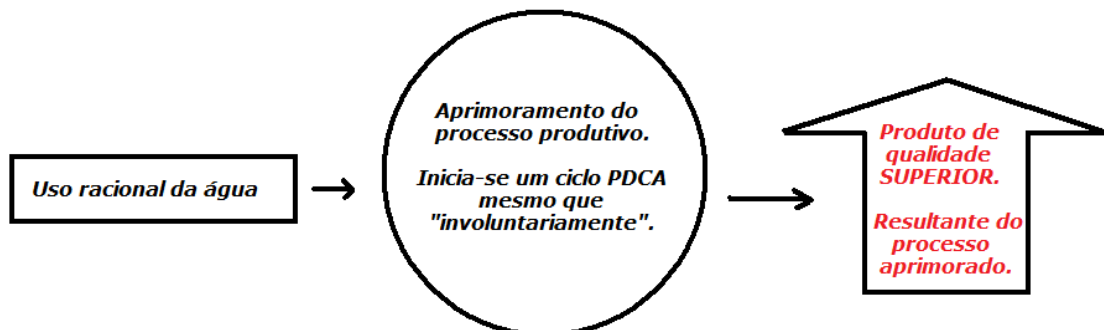 Uso racional da água
Aprimoramento do
processo produtivo.
Inicia-se um ciclo PDCA
mesmo que
"involuntariamente".
Produto de
qualidade
SUPERIOR.
Resultante do
processo
aprimorado.